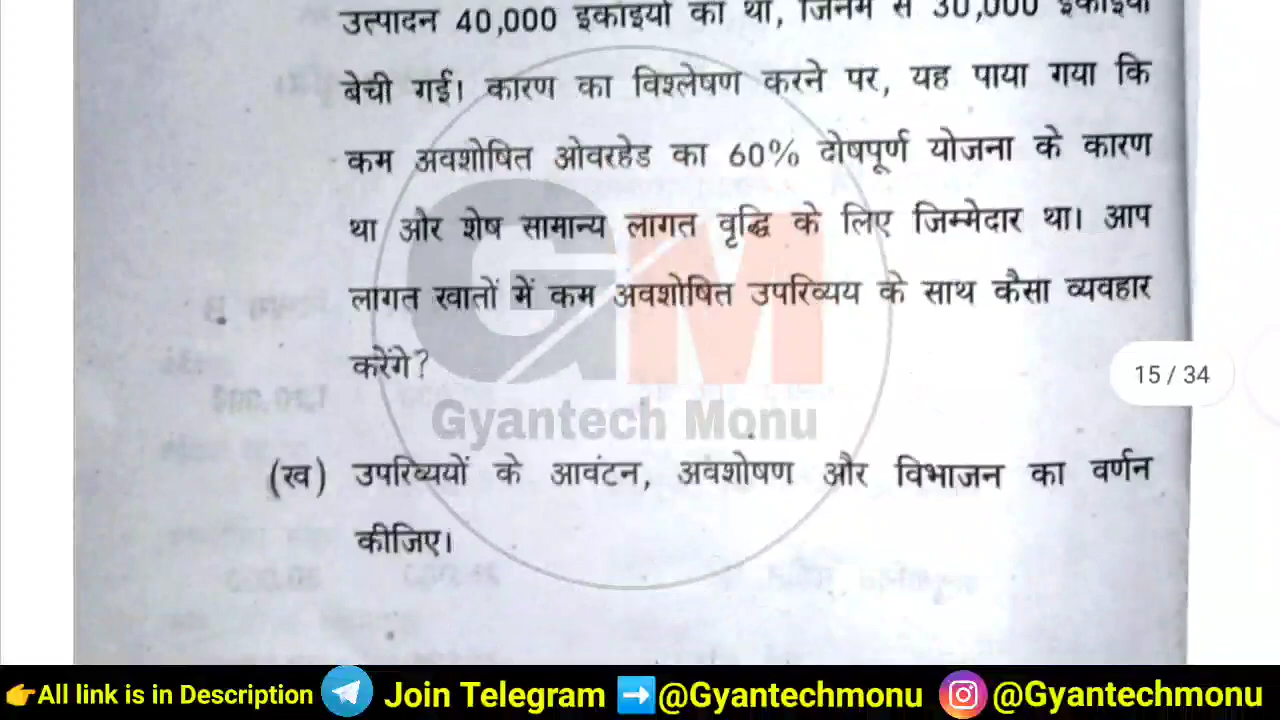 उत्पादन 40,000 इकाइयों का था, जिनमें से 30,000 इकाइयाँ
बेची गईं। कारण का विश्लेषण करने पर, यह पाया गया कि
कम अवशोषित ओवरहेड का 60% दोषपूर्ण योजना के कारण
था और शेष सामान्य लागत वृद्धि के लिए जिम्मेदार था। आप
लागत खातों में कम अवशोषित उपरिव्यय के साथ कैसा व्यवहार
करेंगे?
15 / 34
GM
Gyantech Monu
(ख) उपरिव्ययों के आवंटन, अवशोषण और विभाजन का वर्णन
कीजिए।
👉All link is in Description Join Telegram ➡️@Gyantechmonu @Gyantechmonu